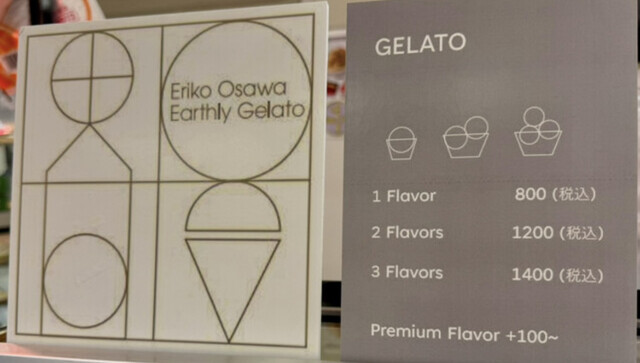 Eriko Osawa
Earthly Gelato
GELATO
1 Flavor 800 (税込)
2 Flavors 1200 (税込)
3 Flavors 1400 (税込)
Premium Flavor +100~